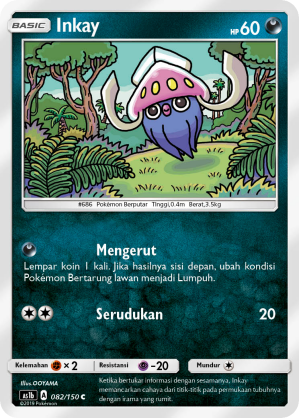 BASIC Inkay HP60
#686 Pokémon Berputar Tinggi,0.4m Berat,3.5kg
Mengerut
Lempar koin 1 kali. Jika hasilnya sisi depan, ubah kondisi
Pokémon Bertarung lawan menjadi Lumpuh.
Serudukan 20
Kelemahan ×2 Resistansi -20 Mundur
Illus. OOYAMA
as1b A 082/150 C
©2019 Pokémon
Ketika bertukar informasi dengan sesamanya, Inkay
memancarkan cahaya dari titik-titik pada permukaan tubuhnya
dengan irama yang rumit.